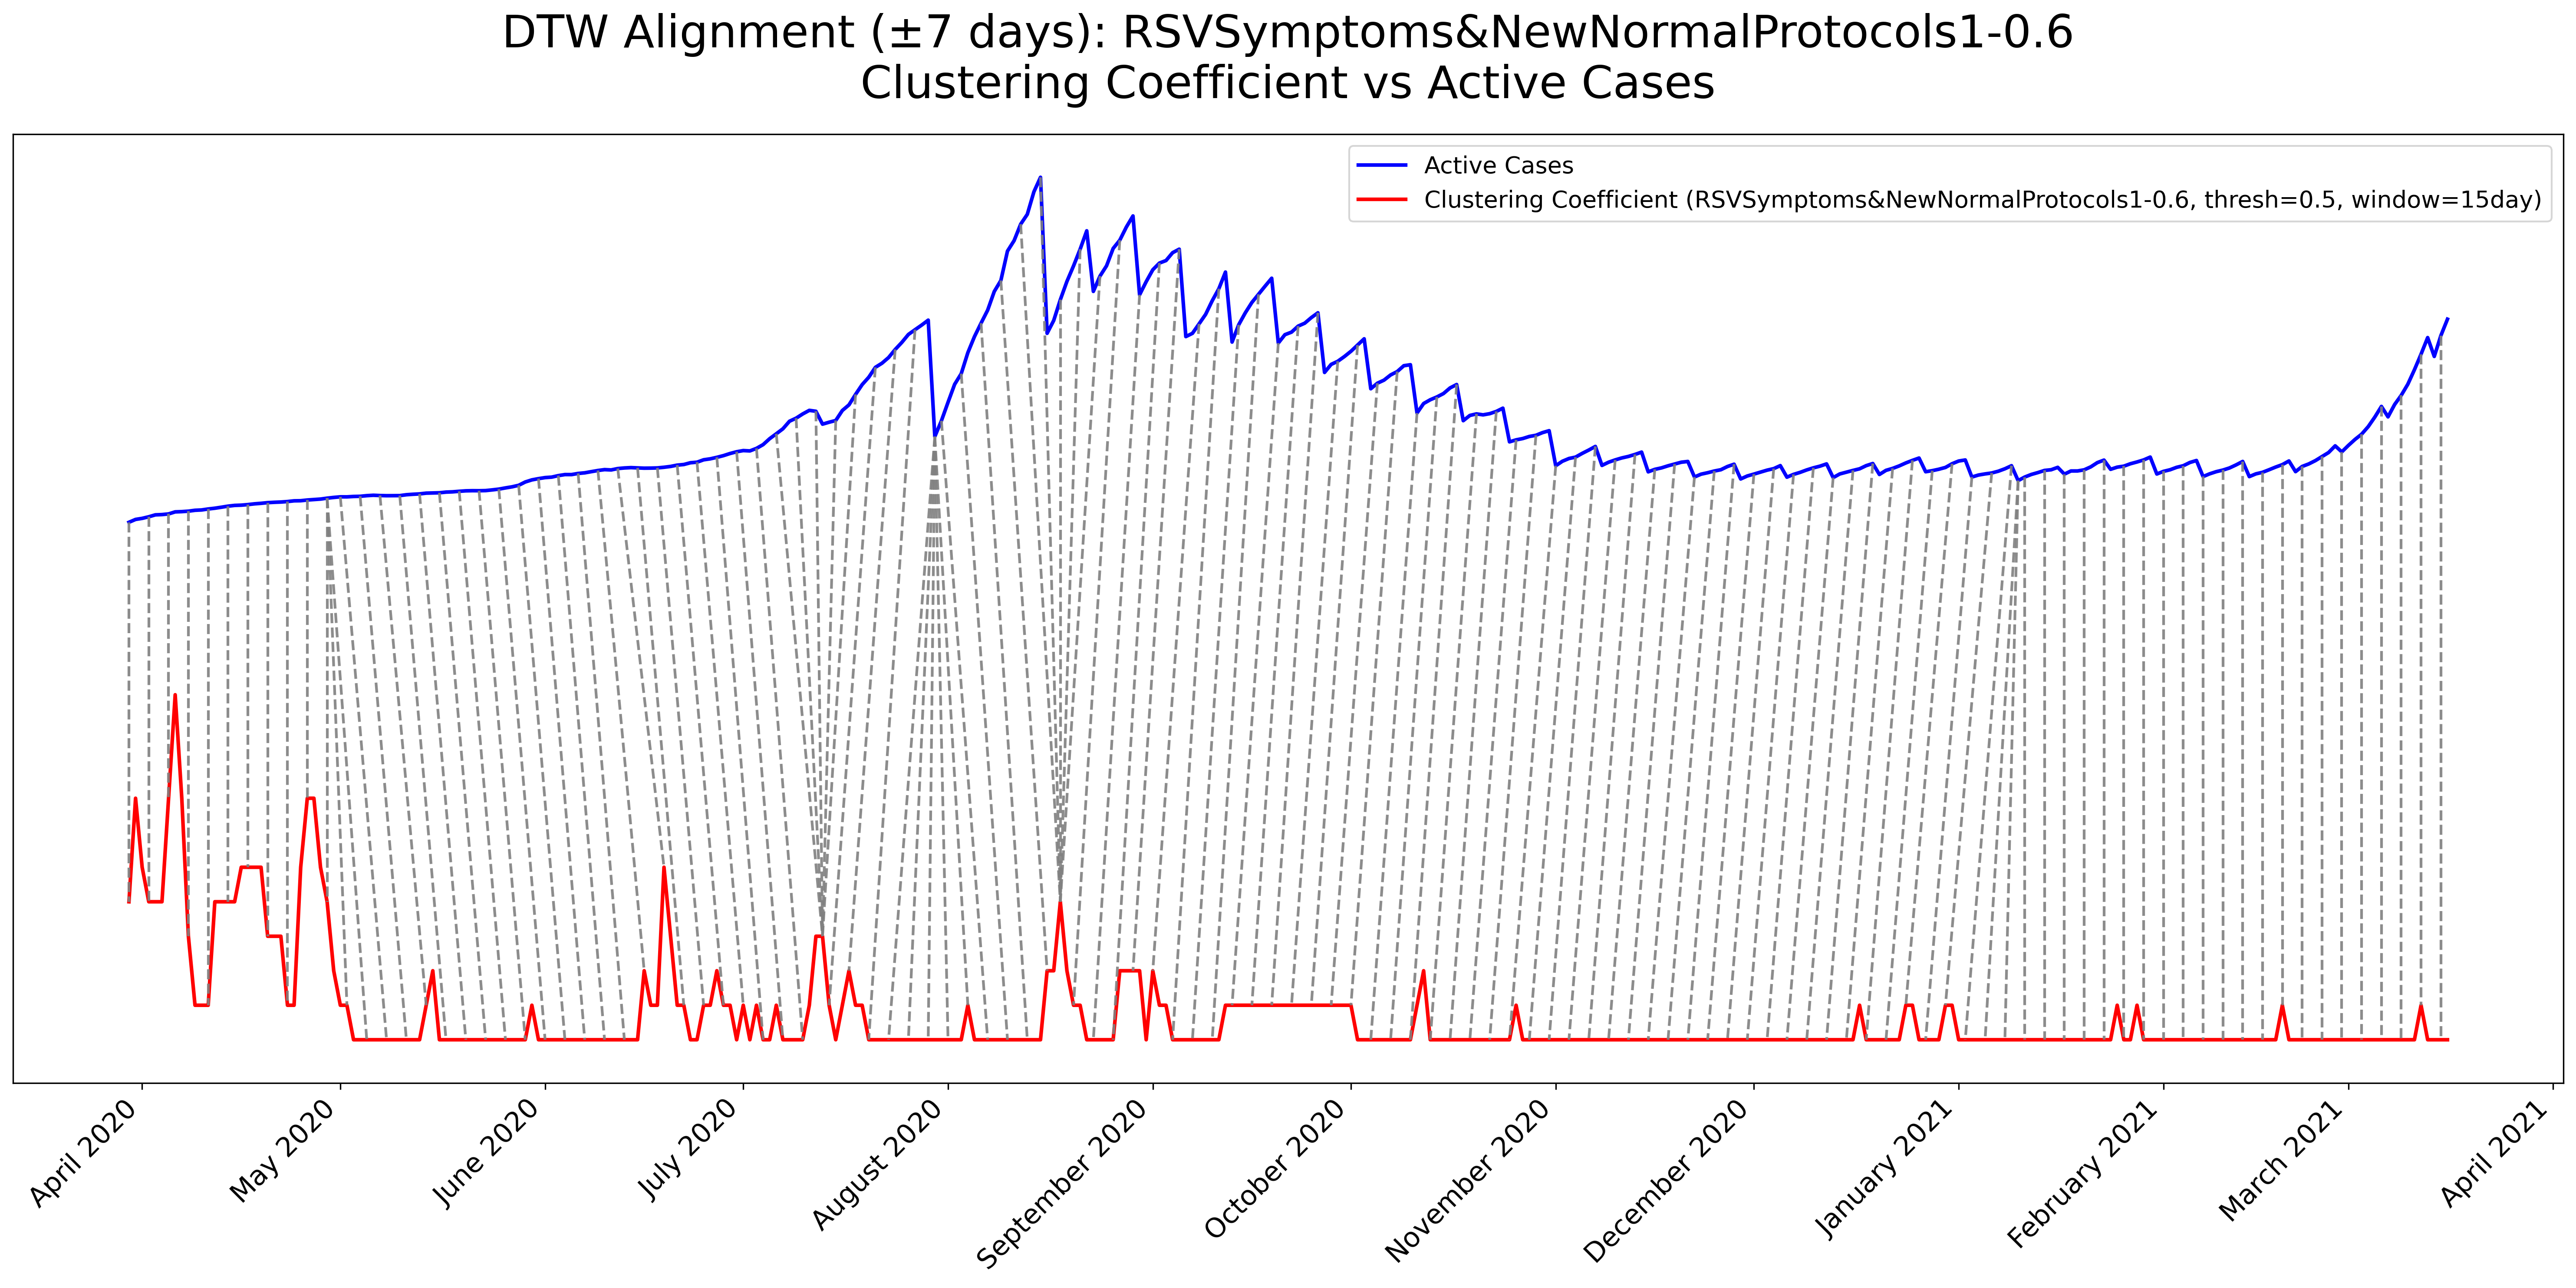 DTW Alignment (±7 days): RSVSymptoms&NewNormalProtocols1-0.6
Clustering Coefficient vs Active Cases
Active Cases
Clustering Coefficient (RSVSymptoms&NewNormalProtocols1-0.6, thresh=0.5, window=15day)
April 2020
May 2020
June 2020
July 2020
August 2020
September 2020
October 2020
November 2020
December 2020
January 2021
February 2021
March 2021
April 2021